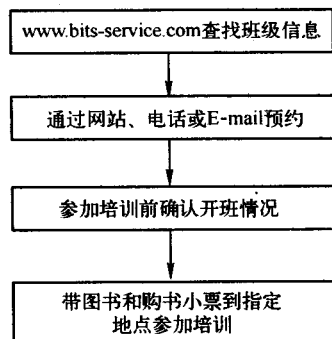 www.bits-service.com查找班级信息
通过网站、电话或E-mail预约
参加培训前确认开班情况
带图书和购书小票到指定
地点参加培训